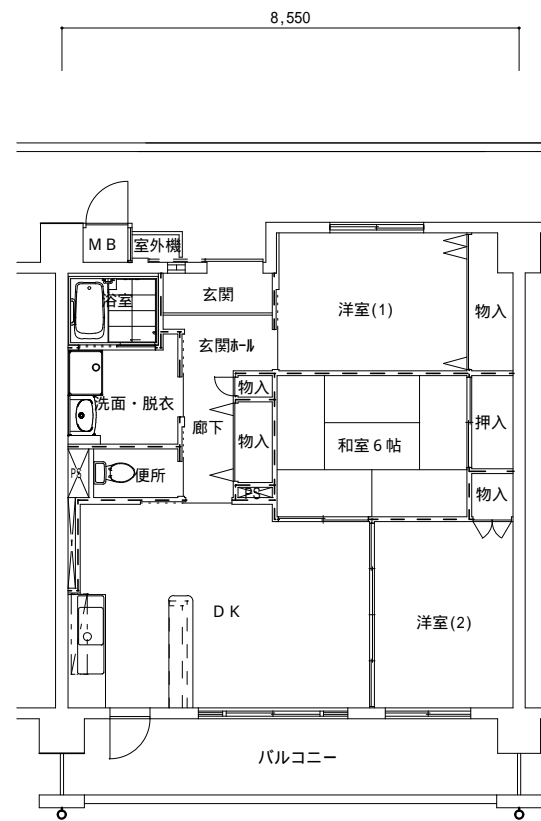 8,550
MB
室外機
浴室
玄関
洋室(1)
物入
玄関ホール
物入
洗面・脱衣
廊下
物入
和室6帖
押入
PS
便所
PS
物入
DK
洋室(2)
バルコニー